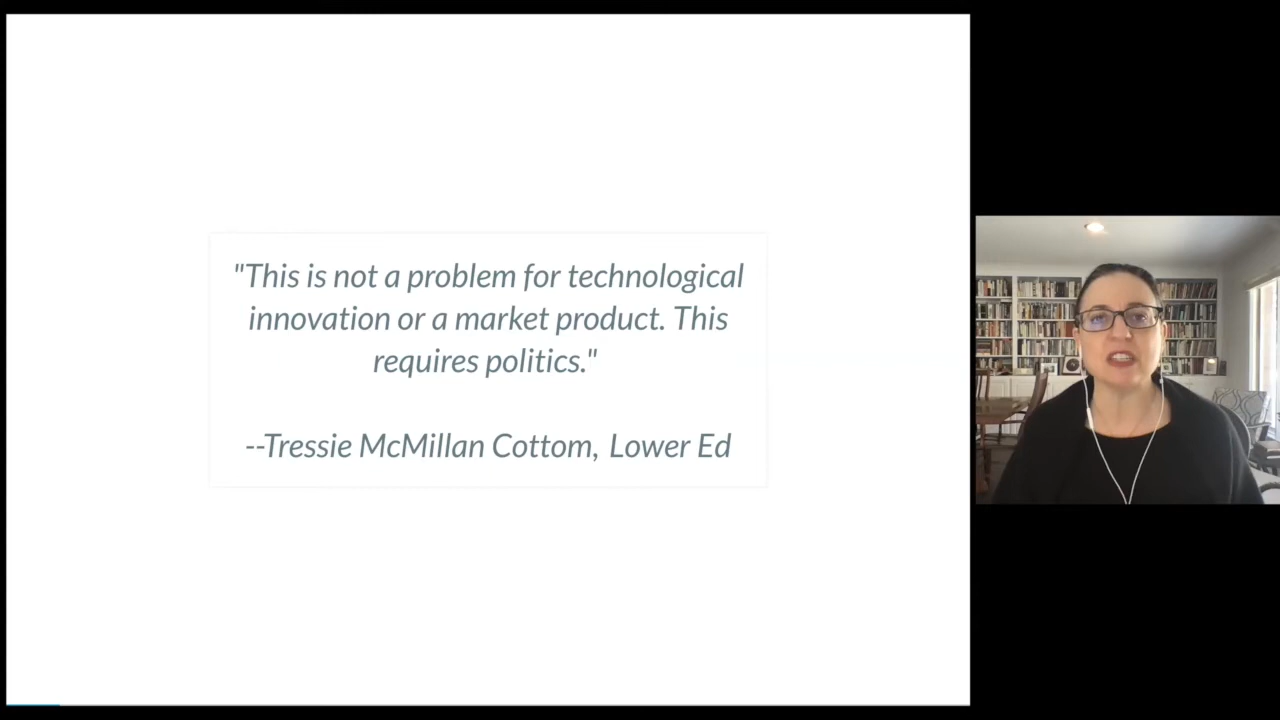 "This is not a problem for technological
innovation or a market product. This
requires politics."
--Tressie McMillan Cottom, Lower Ed